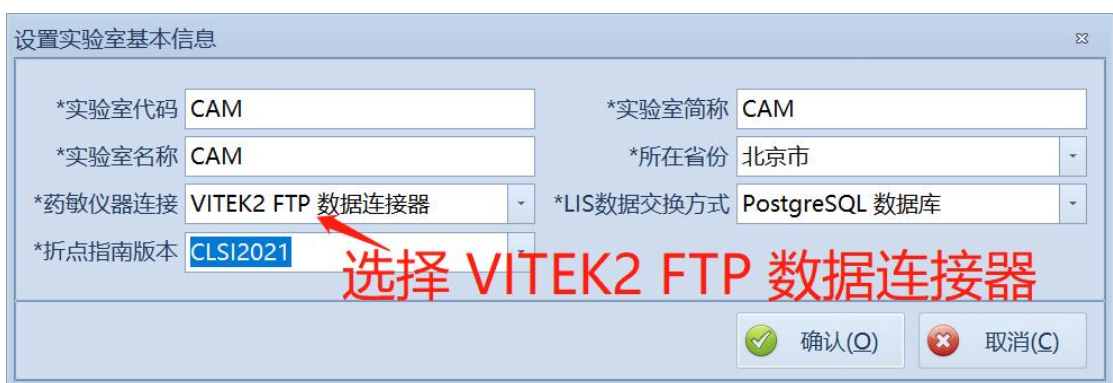 设置实验室基本信息
*实验室代码 CAM *实验室简称 CAM
*实验室名称 CAM *所在省份 北京市
*药敏仪器连接 VITEK2 FTP 数据连接器 *LIS数据交换方式 PostgreSQL 数据库
*折点指南版本 CLSI2021
选择 VITEK2 FTP 数据连接器
确认(O) 取消(C)